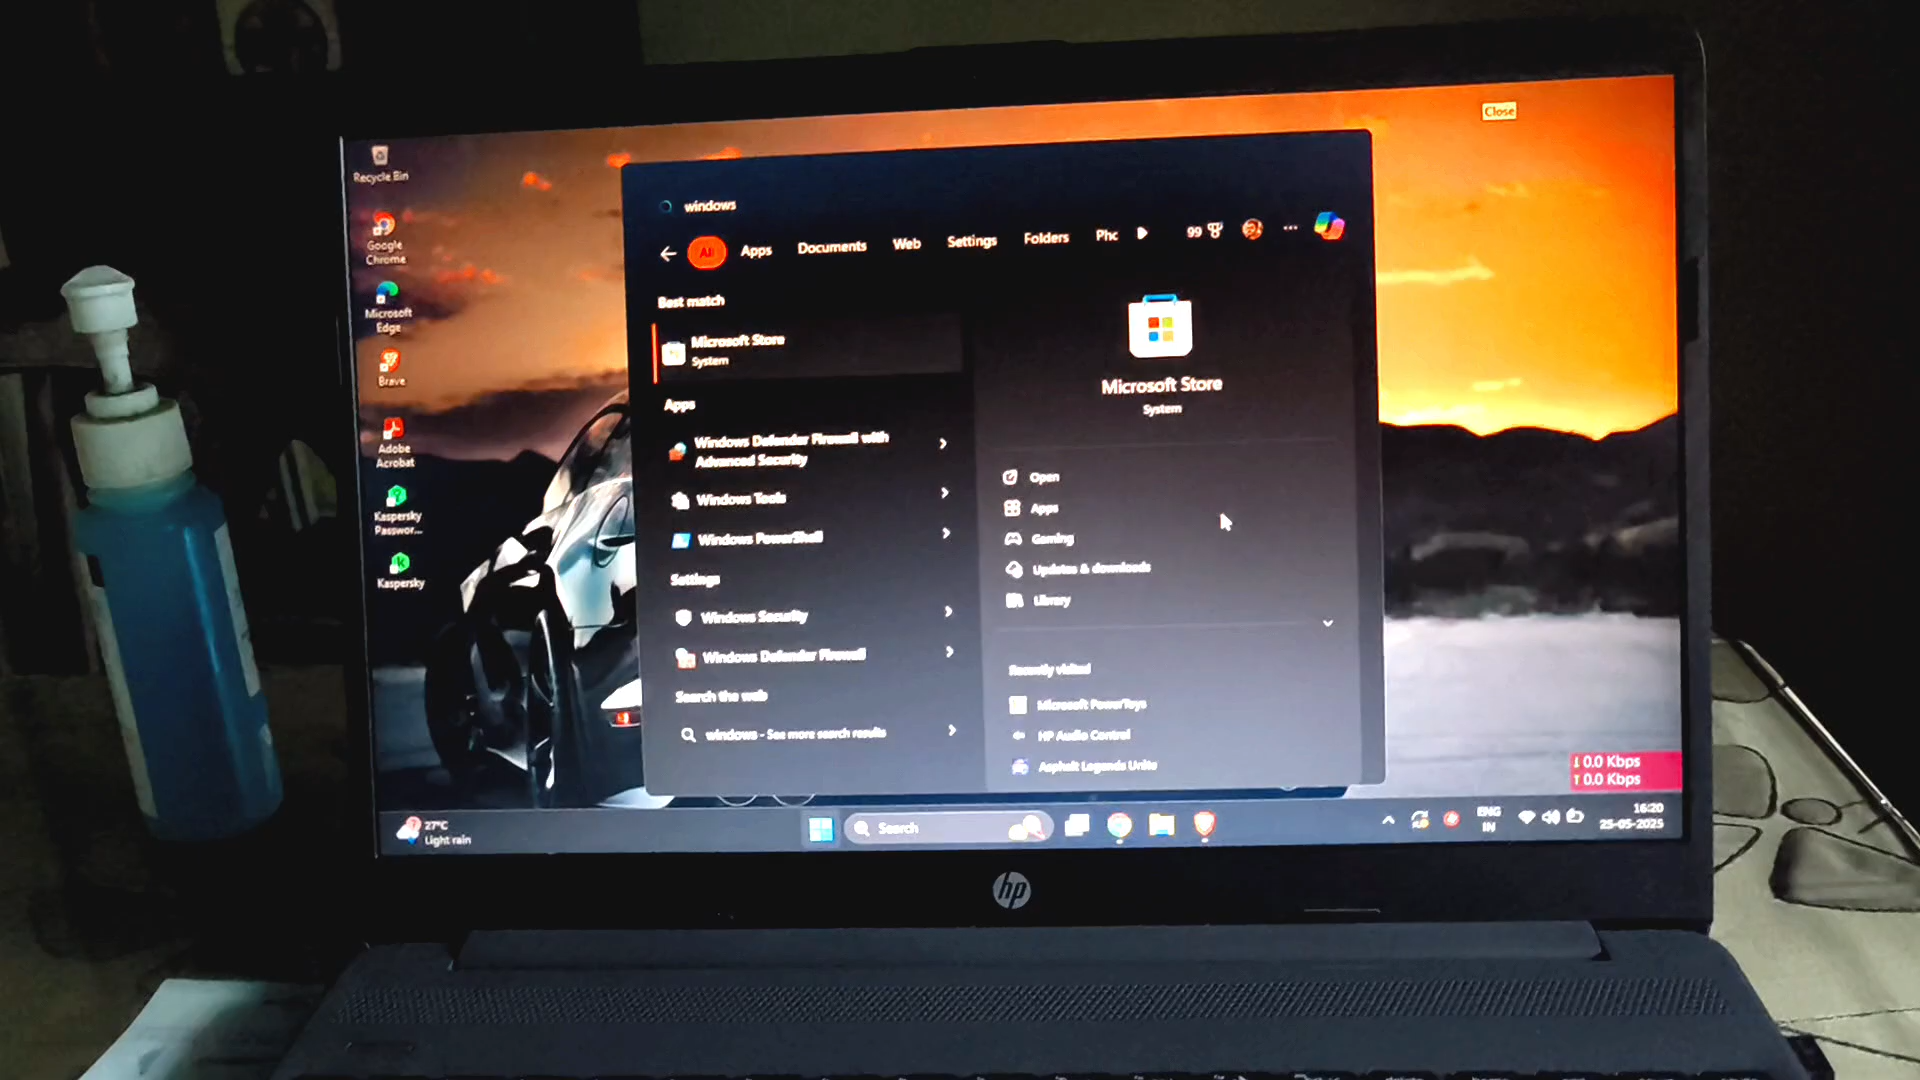 Close
Recycle Bin
Google
Chrome
Microsoft
Edge
Brave
Adobe
Acrobat
Kaspersky
Passwor...
Kaspersky
windows
All
Apps
Documents
Web
Settings
Folders
Phc
99
Best match
Microsoft Store
System
Apps
Windows Defender Firewall with
Advanced Security
Windows Tools
Windows PowerShell
Settings
Windows Security
Windows Defender Firewall
Search the web
windows - See more search results
Microsoft Store
System
Open
Apps
Gaming
Updates & downloads
Library
Recently visited
Microsoft PowerToys
HP Audio Control
Asphalt Legends Unite
↓ 0.0 Kbps
↑ 0.0 Kbps
27°C
Light rain
Search
ENG
IN
16:20
25-05-2025
hp